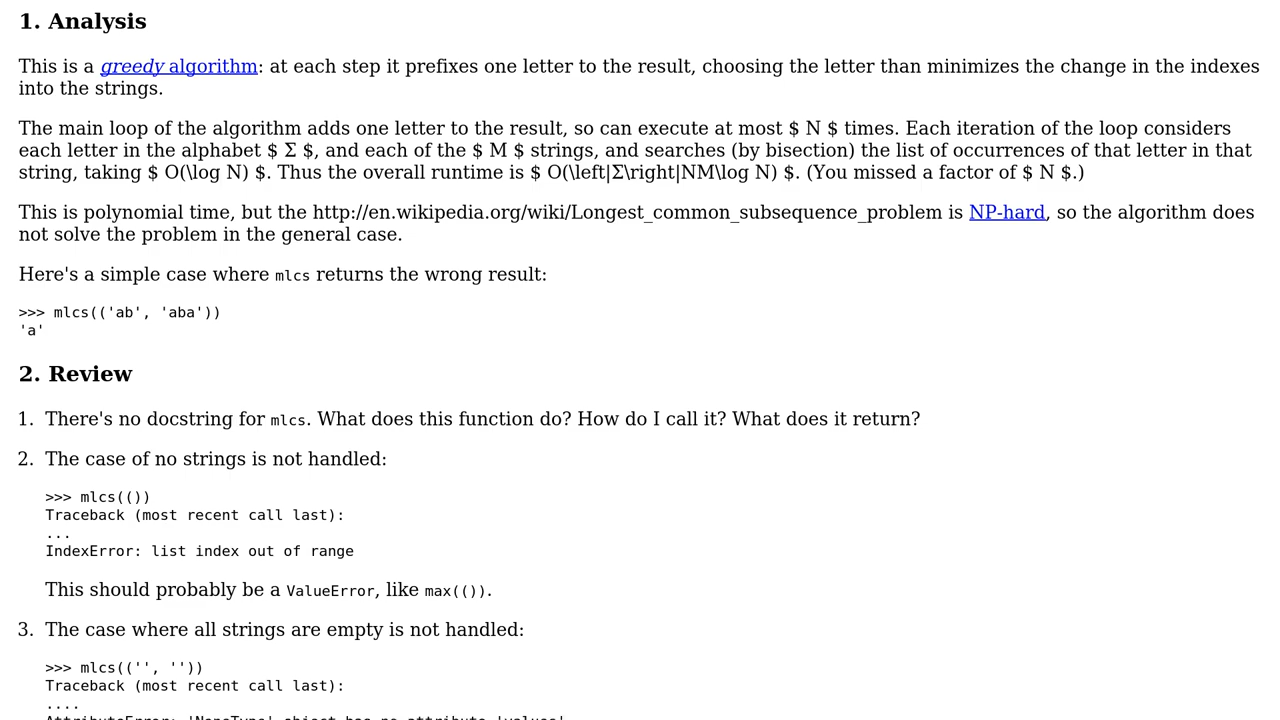 1. Analysis
This is a greedy algorithm: at each step it prefixes one letter to the result, choosing the letter than minimizes the change in the indexes
into the strings.
The main loop of the algorithm adds one letter to the result, so can execute at most $ N $ times. Each iteration of the loop considers
each letter in the alphabet $ Σ $, and each of the $ M $ strings, and searches (by bisection) the list of occurrences of that letter in that
string, taking $ O(\log N) $. Thus the overall runtime is $ O(\left|Σ\right|NM\log N) $. (You missed a factor of $ N $.)
This is polynomial time, but the http://en.wikipedia.org/wiki/Longest_common_subsequence_problem is NP-hard, so the algorithm does
not solve the problem in the general case.
Here's a simple case where mlcs returns the wrong result:
>>> mlcs(('ab', 'aba'))
'a'
2. Review
1. There's no docstring for mlcs. What does this function do? How do I call it? What does it return?
2. The case of no strings is not handled:
>>> mlcs(())
Traceback (most recent call last):
...
IndexError: list index out of range
This should probably be a ValueError, like max(()).
3. The case where all strings are empty is not handled:
>>> mlcs(('', ''))
Traceback (most recent call last):
....
AttributeError: 'NoneType' object has no attribute 'values'